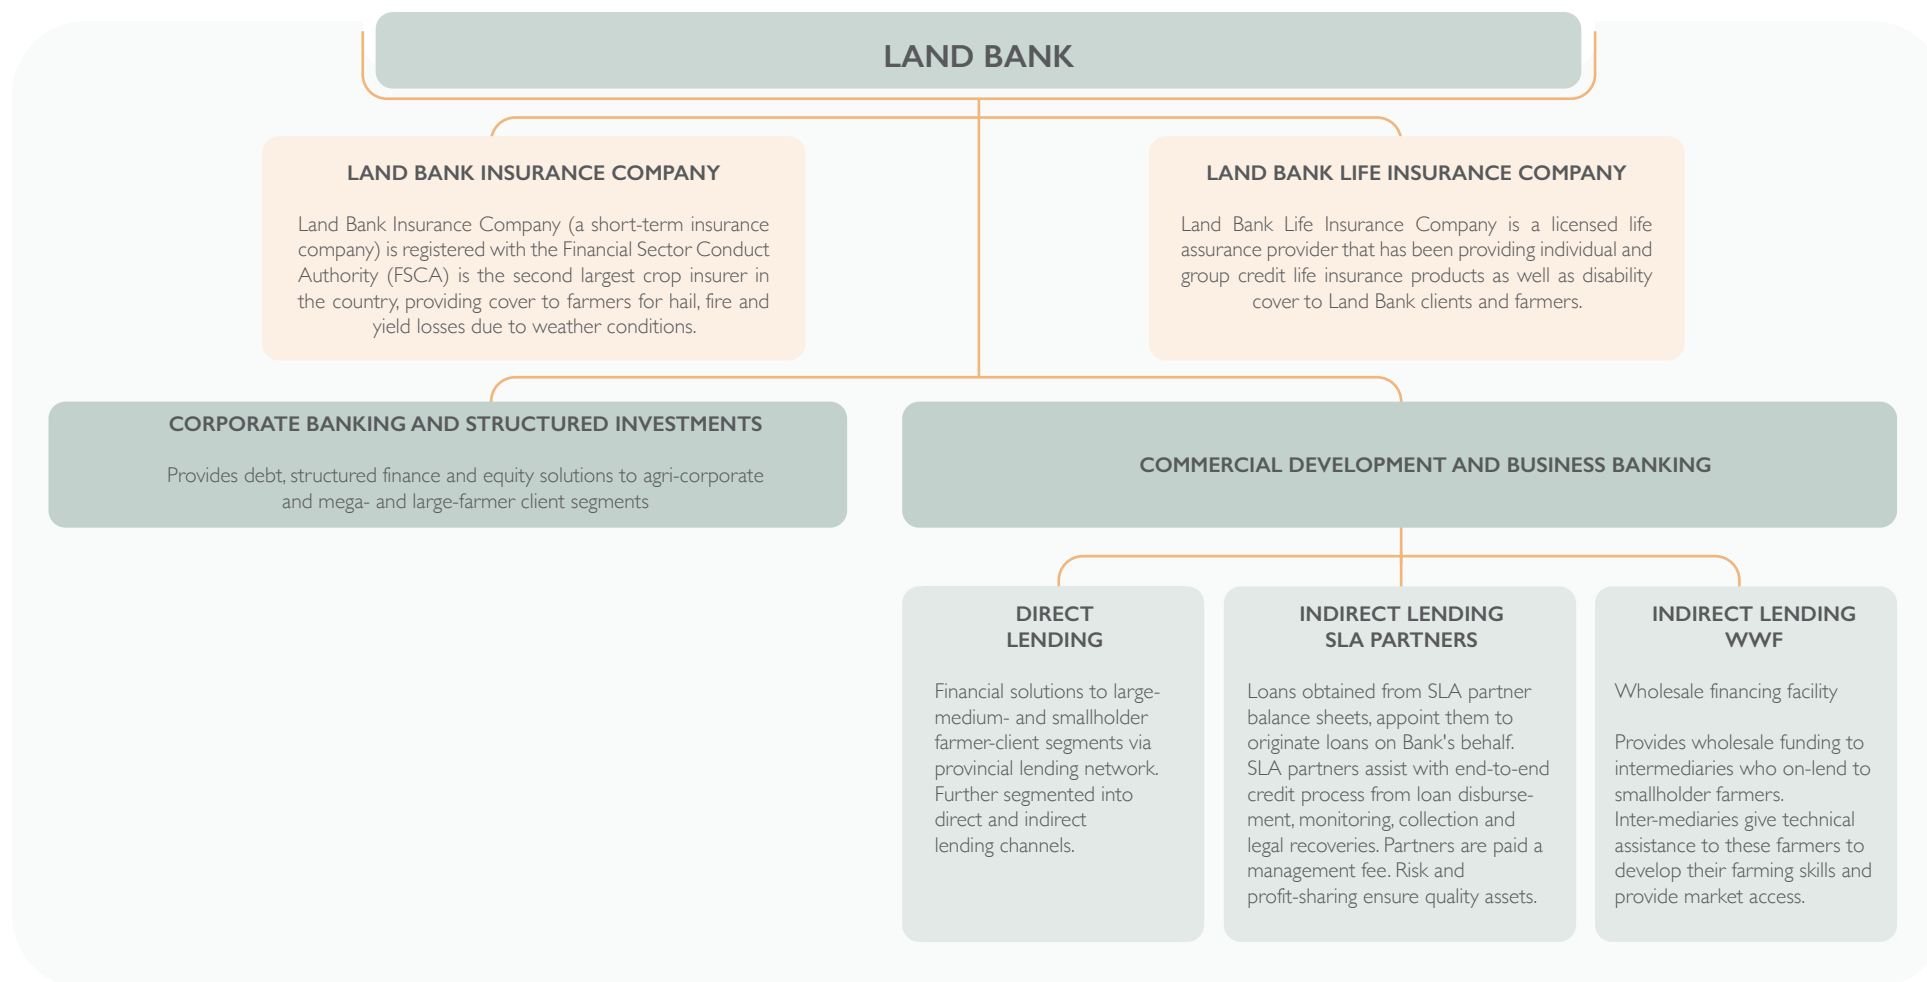 LAND BANK
LAND BANK INSURANCE COMPANY
Land Bank Insurance Company (a short-term insurance
company) is registered with the Financial Sector Conduct
Authority (FSCA) is the second largest crop insurer in
the country, providing cover to farmers for hail, fire and
yield losses due to weather conditions.
LAND BANK LIFE INSURANCE COMPANY
Land Bank Life Insurance Company is a licensed life
assurance provider that has been providing individual and
group credit life insurance products as well as disability
cover to Land Bank clients and farmers.
CORPORATE BANKING AND STRUCTURED INVESTMENTS
Provides debt, structured finance and equity solutions to agri-corporate
and mega- and large-farmer client segments
COMMERCIAL DEVELOPMENT AND BUSINESS BANKING
DIRECT
LENDING
Financial solutions to large-
medium- and smallholder
farmer-client segments via
provincial lending network.
Further segmented into
direct and indirect
lending channels.
INDIRECT LENDING
SLA PARTNERS
Loans obtained from SLA partner
balance sheets, appoint them to
originate loans on Bank's behalf.
SLA partners assist with end-to-end
credit process from loan disburse-
ment, monitoring, collection and
legal recoveries. Partners are paid a
management fee. Risk and
profit-sharing ensure quality assets.
INDIRECT LENDING
WWF
Wholesale financing facility
Provides wholesale funding to
intermediaries who on-lend to
smallholder farmers.
Inter-mediaries give technical
assistance to these farmers to
develop their farming skills and
provide market access.